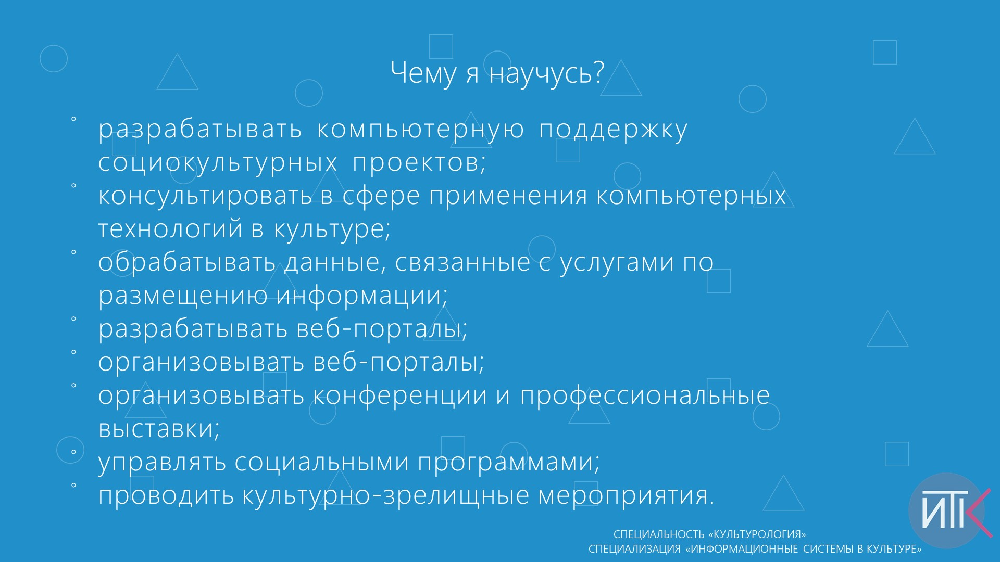 Чему я научусь?
° разрабатывать компьютерную поддержку
социокультурных проектов;
° консультировать в сфере применения компьютерных
технологий в культуре;
° обрабатывать данные, связанные с услугами по
размещению информации;
° разрабатывать веб-порталы;
° организовывать веб-порталы;
° организовывать конференции и профессиональные
выставки;
° управлять социальными программами;
° проводить культурно-зрелищные мероприятия.
ИТК
СПЕЦИАЛЬНОСТЬ «КУЛЬТУРОЛОГИЯ»
СПЕЦИАЛИЗАЦИЯ «ИНФОРМАЦИОННЫЕ СИСТЕМЫ В КУЛЬТУРЕ»